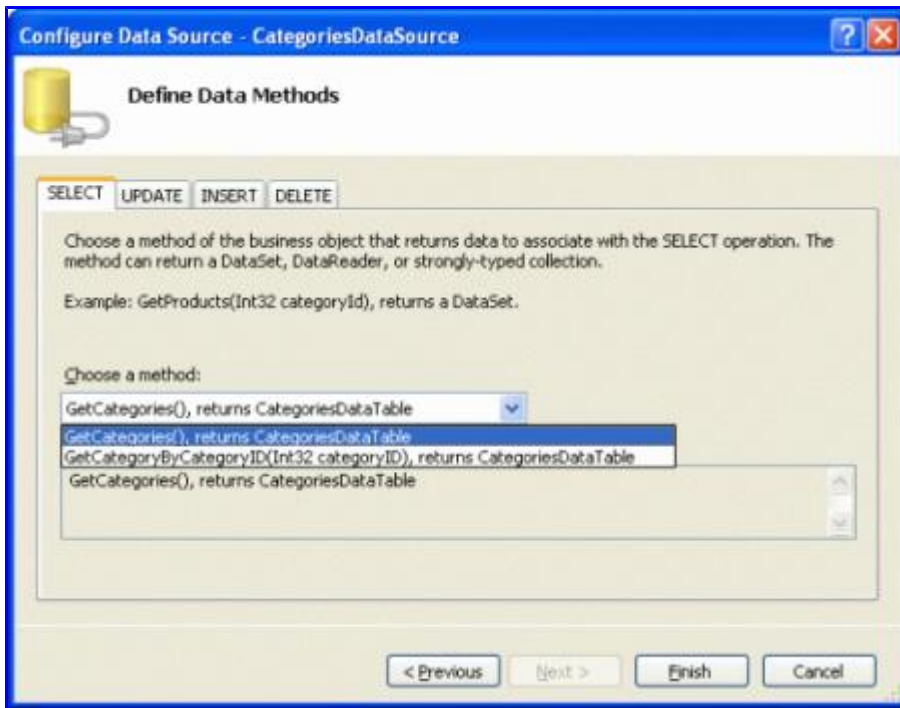 Configure Data Source - CategoriesDataSource
Define Data Methods
SELECT UPDATE INSERT DELETE
Choose a method of the business object that returns data to associate with the SELECT operation. The
method can return a DataSet, DataReader, or strongly-typed collection.
Example: GetProducts(Int32 categoryId), returns a DataSet.
Choose a method:
GetCategories(), returns CategoriesDataTable
GetCategories(), returns CategoriesDataTable
GetCategoryByCategoryID(Int32 categoryID), returns CategoriesDataTable
GetCategories(), returns CategoriesDataTable
< Previous Next > Finish Cancel